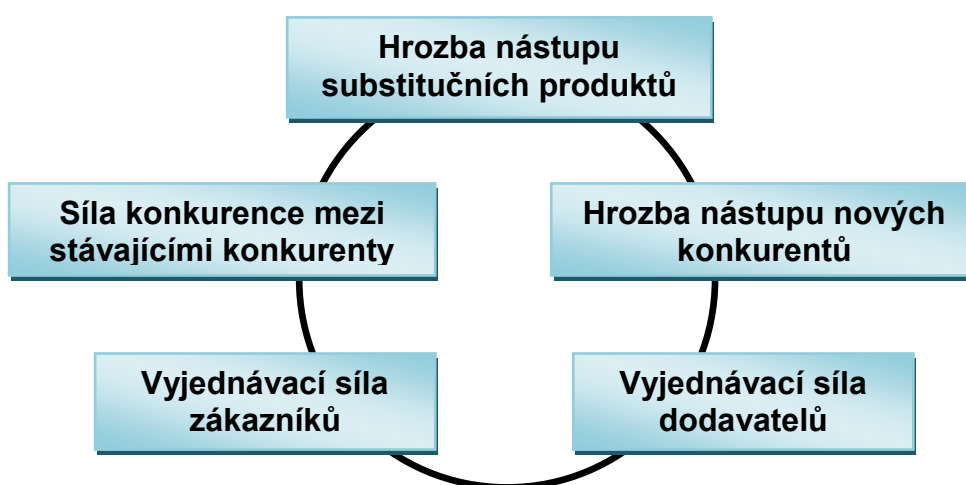 Hrozba nástupu
substitučních produktů
Síla konkurence mezi
stávajícími konkurenty
Hrozba nástupu nových
konkurentů
Vyjednávací síla
zákazníků
Vyjednávací síla
dodavatelů